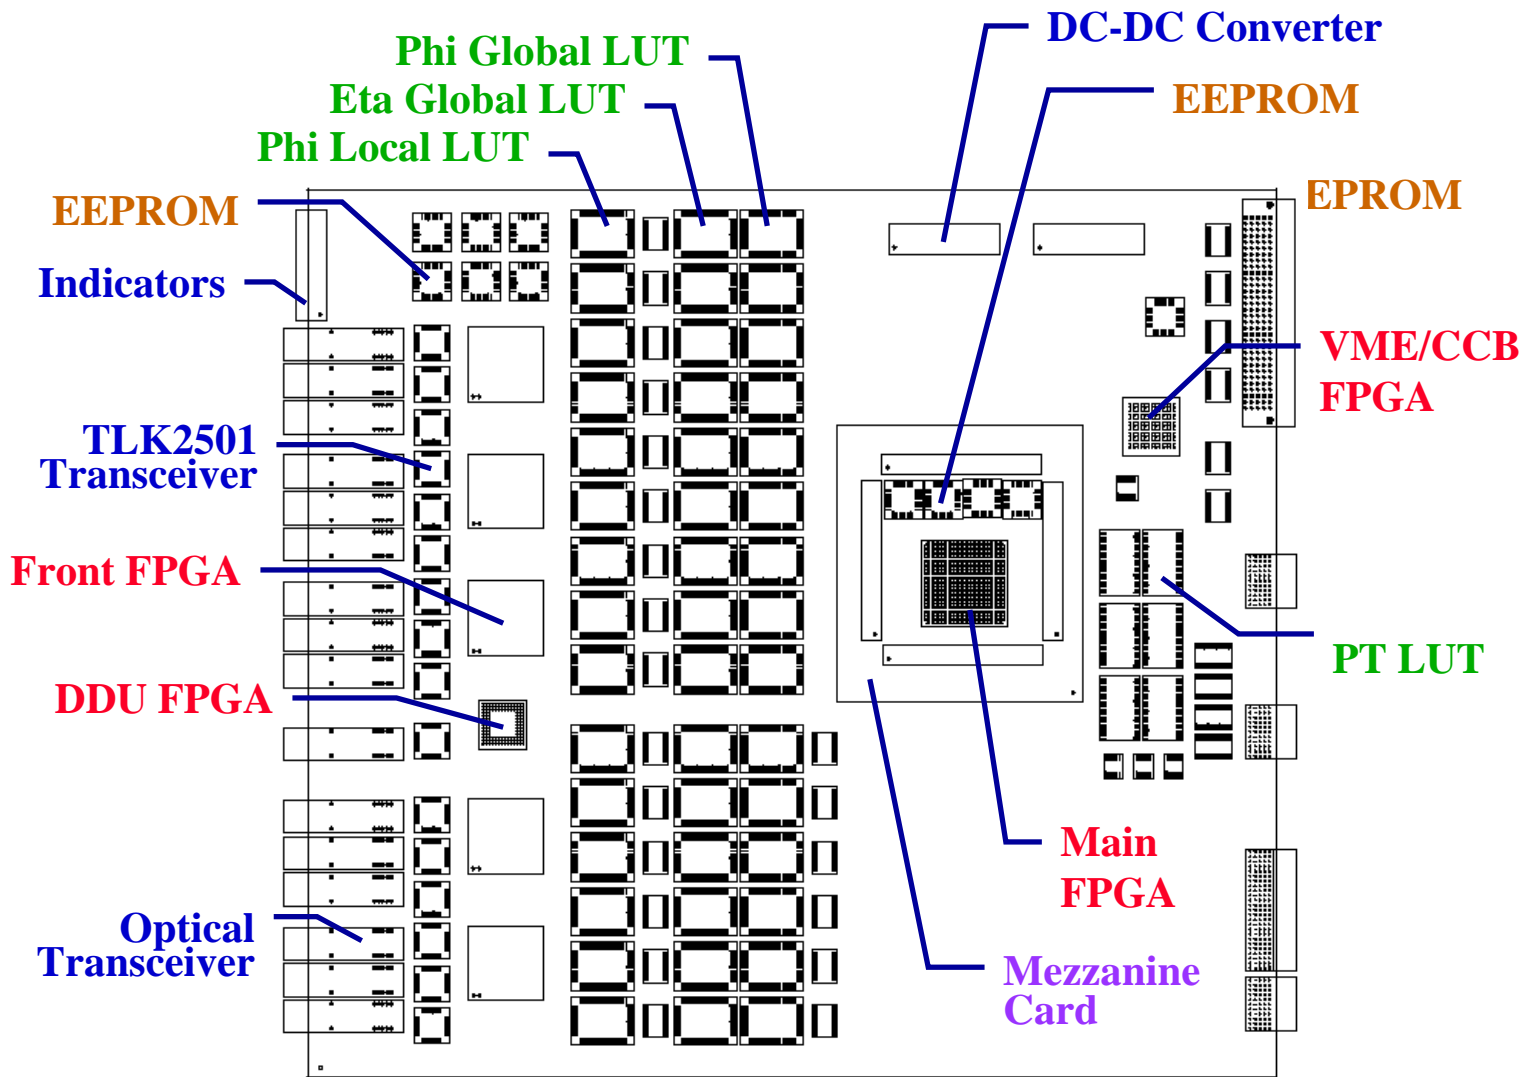 DC-DC Converter
Phi Global LUT
Eta Global LUT
EEPROM
Phi Local LUT
EEPROM
EPROM
Indicators
VME/CCB
FPGA
TLK2501
Transceiver
Front FPGA
PT LUT
DDU FPGA
Main
FPGA
Optical
Transceiver
Mezzanine
Card